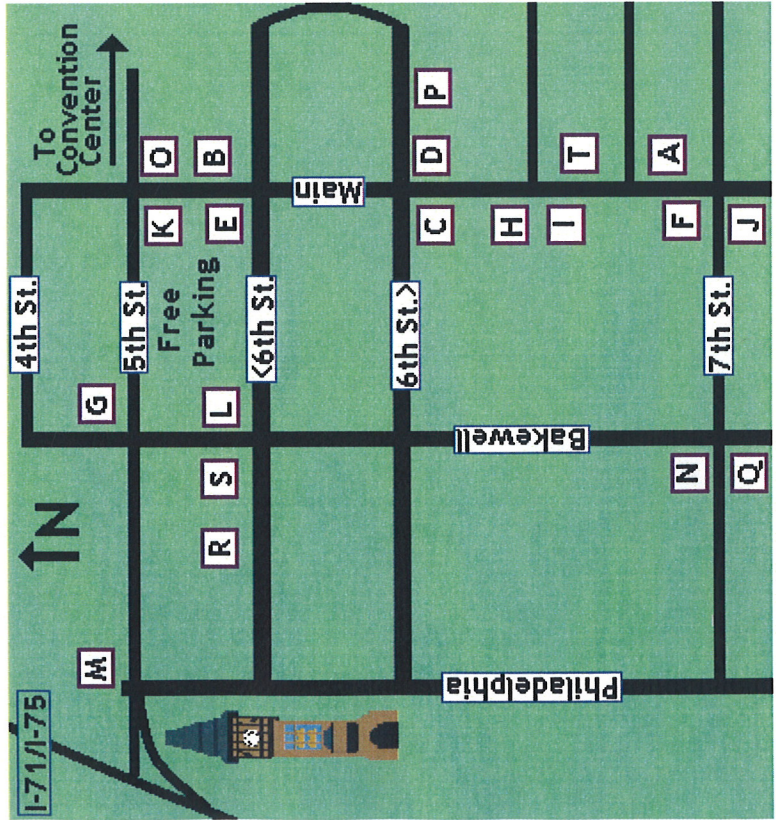 I-71/I-75
N
4th St.
To
Convention
Center
M
G
5th St.
Free
Parking
K
O
R
S
L
E
B
<6th St.
Main
6th St.>
C
D
P
H
Bakewell
Philadelphia
I
T
N
F
A
7th St.
Q
J